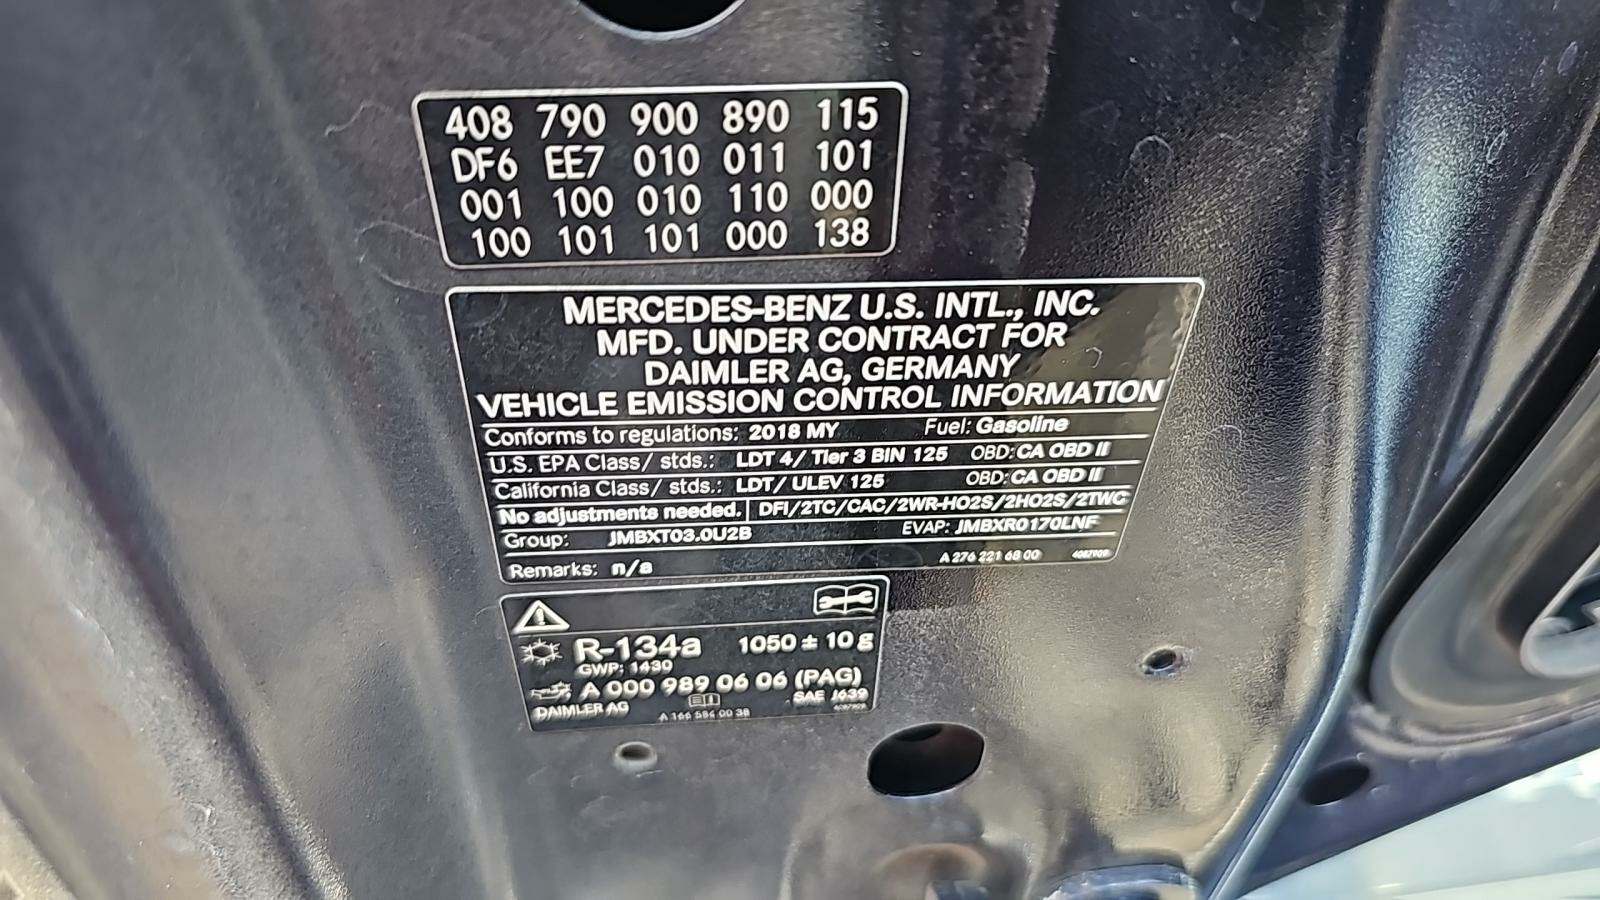 408 790 900 890 115
DF6 EE7 010 011 101
001 100 010 110 000
100 101 101 000 138
MERCEDES-BENZ U.S. INTL., INC.
MFD. UNDER CONTRACT FOR
DAIMLER AG, GERMANY
VEHICLE EMISSION CONTROL INFORMATION
Conforms to regulations: 2018 MY Fuel: Gasoline
U.S. EPA Class/ stds.: LDT 4/ Tier 3 BIN 125 OBD: CA OBD II
California Class/ stds.: LDT/ ULEV 125 OBD: CA OBD II
No adjustments needed. DFI/2TC/CAC/2WR-HO2S/2HO2S/2TWC
Group: JMBXT03.0U2B EVAP: JMBXR0170LNF
Remarks: n/a A 276 221 68 00
R-134a 1050 ± 10 g
GWP: 1430
A 000 989 06 06 (PAG)
DAIMLER AG A 166 584 00 38 SAE J639